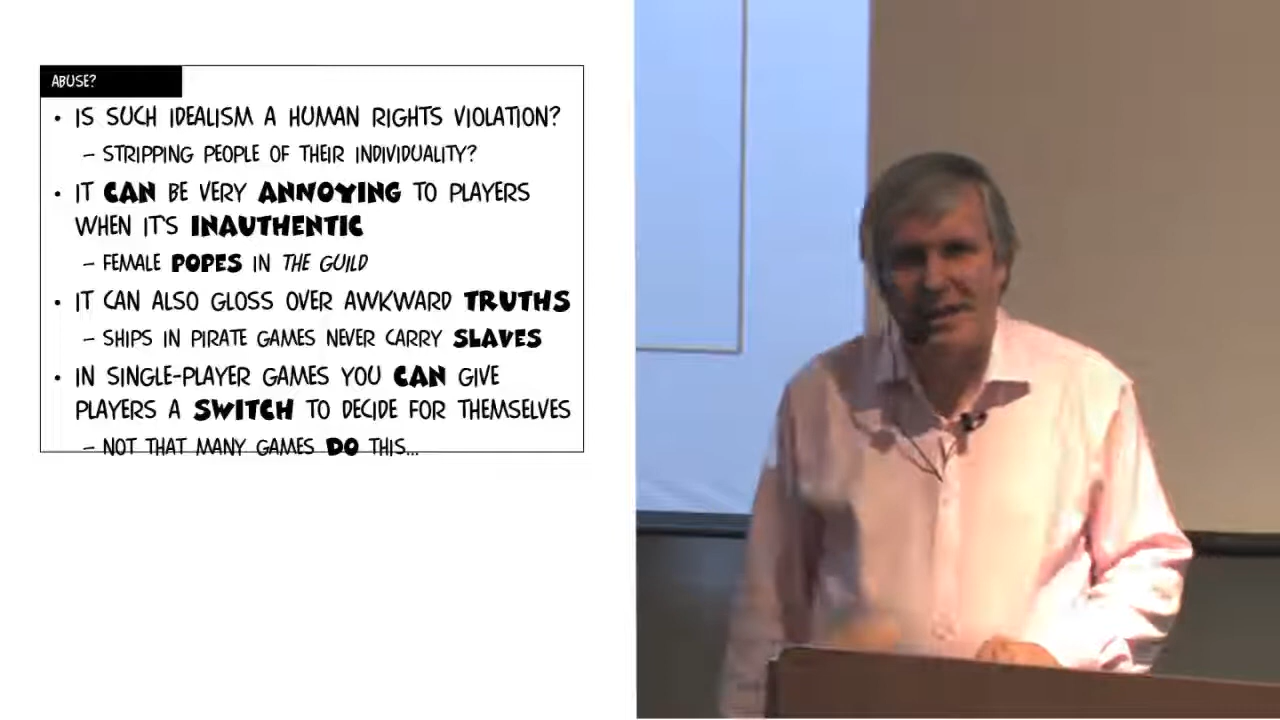 ABUSE?
• IS SUCH IDEALISM A HUMAN RIGHTS VIOLATION?
– STRIPPING PEOPLE OF THEIR INDIVIDUALITY?
• IT CAN BE VERY ANNOYING TO PLAYERS
WHEN IT'S INAUTHENTIC
– FEMALE POPES IN THE GUILD
• IT CAN ALSO GLOSS OVER AWKWARD TRUTHS
– SHIPS IN PIRATE GAMES NEVER CARRY SLAVES
• IN SINGLE-PLAYER GAMES YOU CAN GIVE
PLAYERS A SWITCH TO DECIDE FOR THEMSELVES
– NOT THAT MANY GAMES DO THIS...